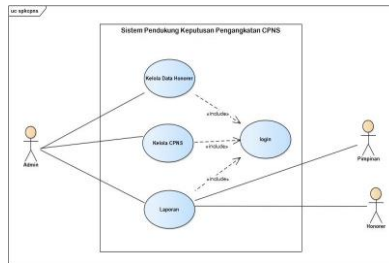 uc spkcpns
Sistem Pendukung Keputusan Pengangkatan CPNS
Kelola Data Honorer
«include»
login
Kelola CPNS
«include»
«include»
Laporan
Admin
Pimpinan
Honorer